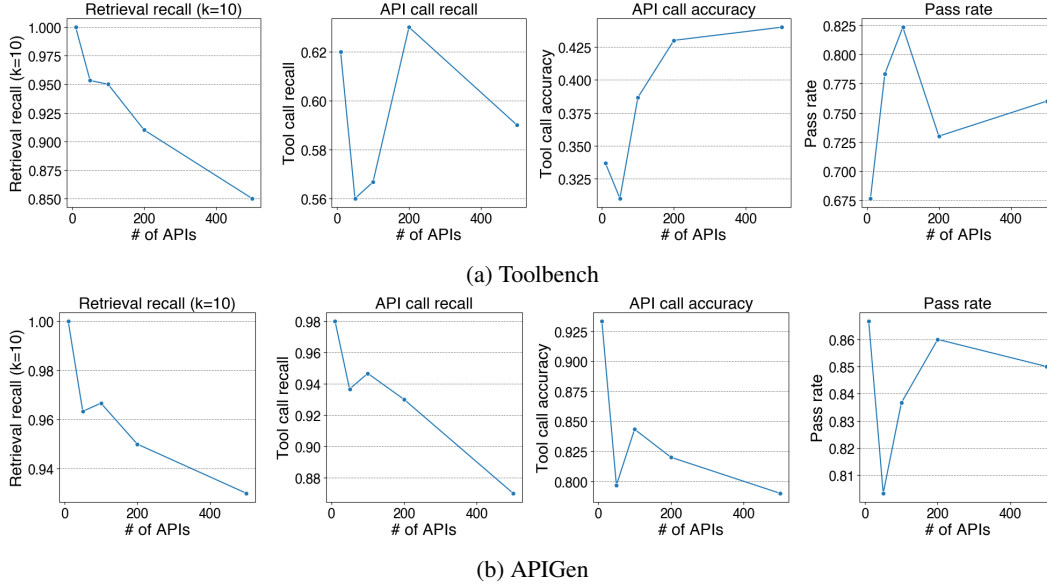 Retrieval recall (k=10)
Retrieval recall (k=10)
1.000
0.975
0.950
0.925
0.900
0.875
0.850
0 200 400
# of APIs
API call recall
Tool call recall
0.62
0.60
0.58
0.56
0 200 400
# of APIs
API call accuracy
Tool call accuracy
0.425
0.400
0.375
0.350
0.325
0 200 400
# of APIs
Pass rate
Pass rate
0.825
0.800
0.775
0.750
0.725
0.700
0.675
0 200 400
# of APIs
(a) Toolbench
Retrieval recall (k=10)
Retrieval recall (k=10)
1.00
0.98
0.96
0.94
0 200 400
# of APIs
API call recall
Tool call recall
0.98
0.96
0.94
0.92
0.90
0.88
0 200 400
# of APIs
API call accuracy
Tool call accuracy
0.925
0.900
0.875
0.850
0.825
0.800
0 200 400
# of APIs
Pass rate
Pass rate
0.86
0.85
0.84
0.83
0.82
0.81
0 200 400
# of APIs
(b) APIGen